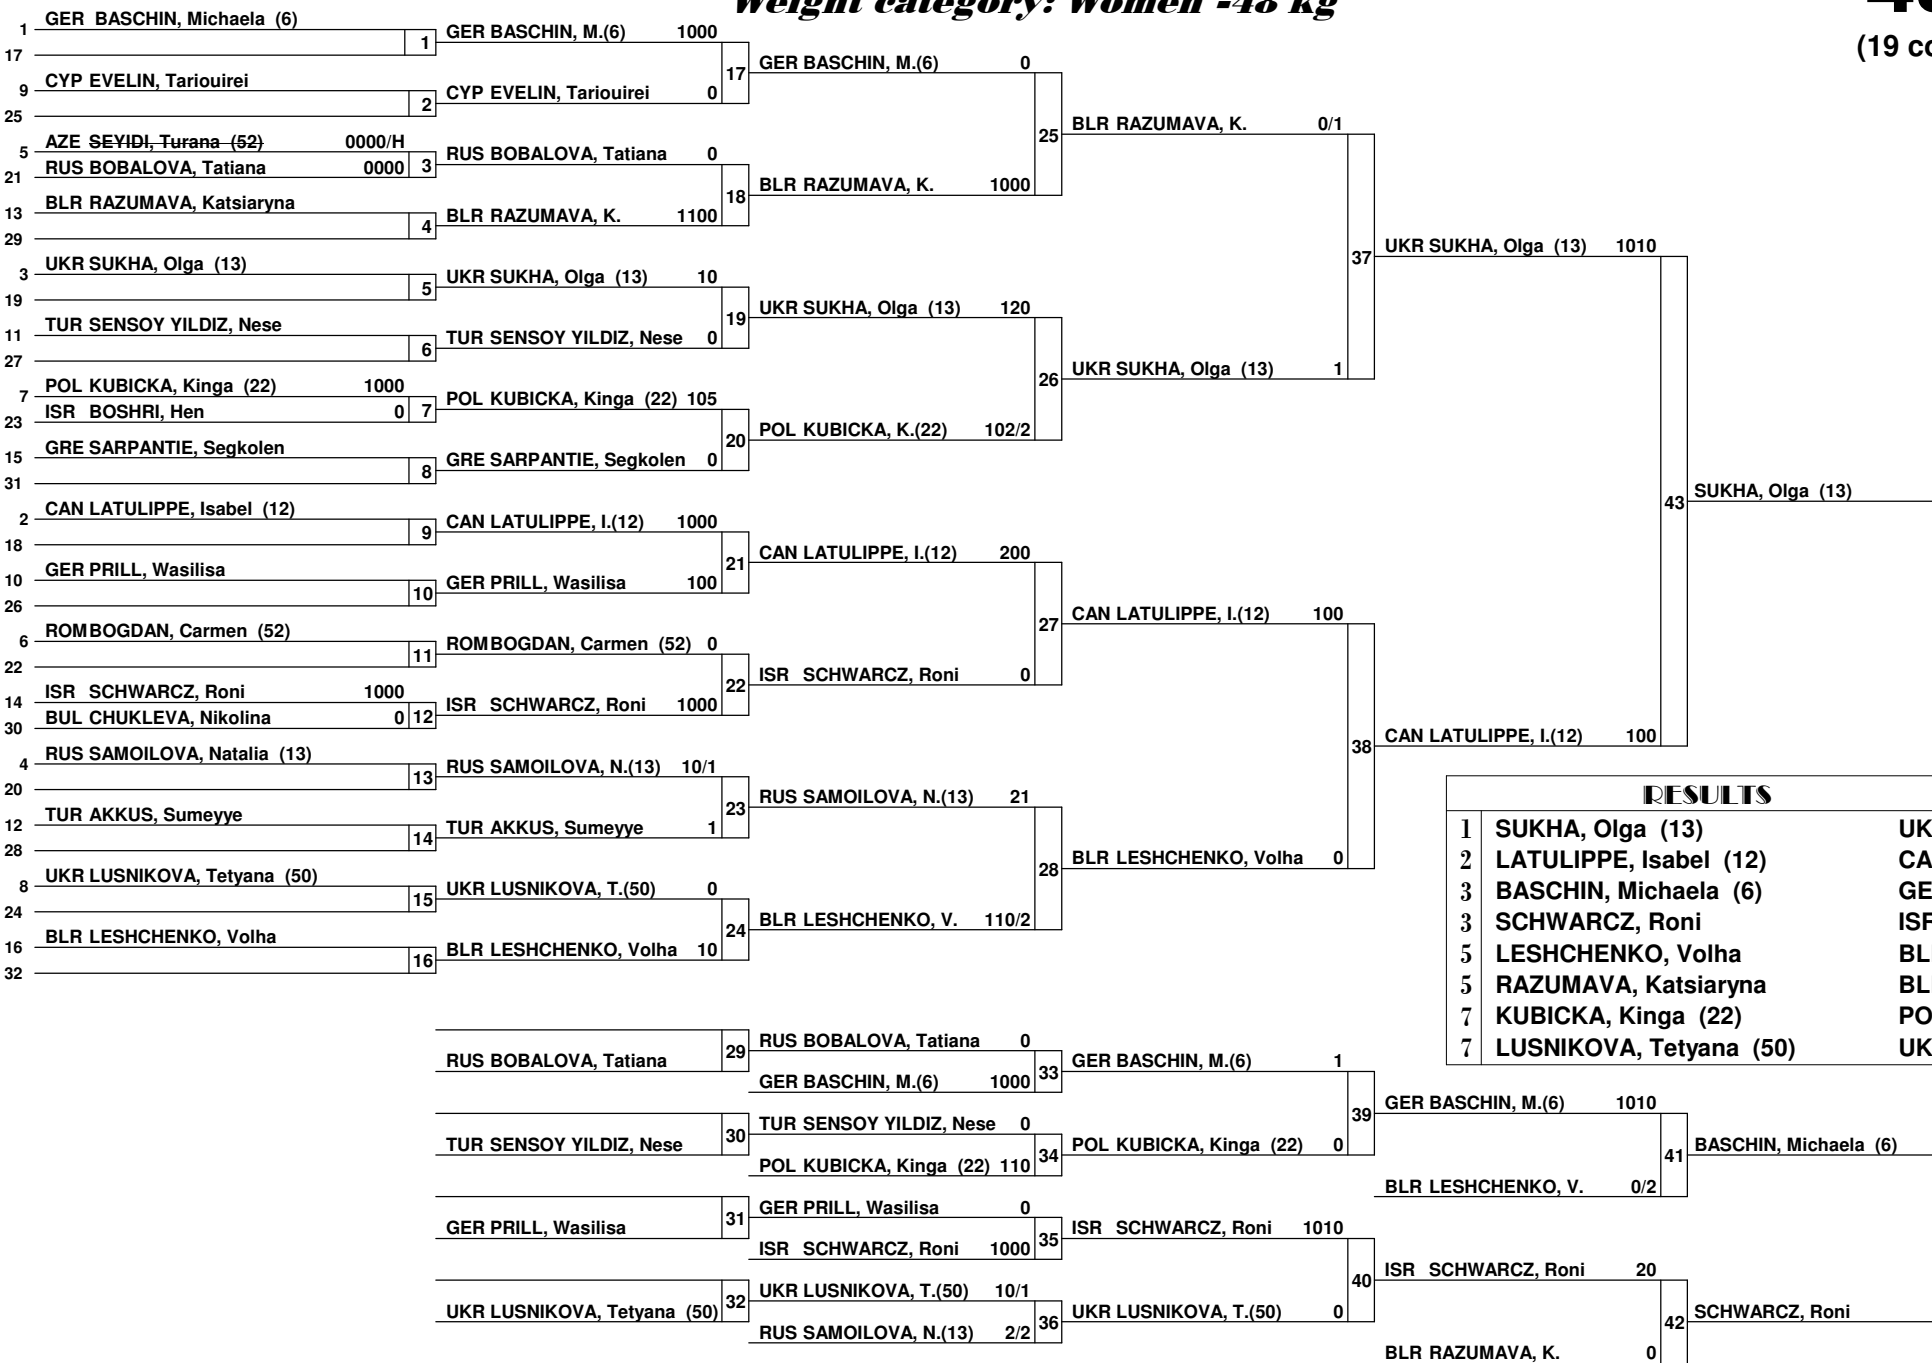 Weight category: Women -48 kg
(19
1 GER BASCHIN, Michaela (6)
17
1
9 CYP EVELIN, Tariouirei
25
2
5 AZE SEYIDI, Turana (52) 0000/H
21 RUS BOBALOVA, Tatiana 0000
3
13 BLR RAZUMAVA, Katsiaryna
29
4
3 UKR SUKHA, Olga (13)
19
5
11 TUR SENSOY YILDIZ, Nese
27
6
7 POL KUBICKA, Kinga (22) 1000
23 ISR BOSHRI, Hen 0
7
15 GRE SARPANTIE, Segkolen
31
8
2 CAN LATULIPPE, Isabel (12)
18
9
10 GER PRILL, Wasilisa
26
10
6 ROM BOGDAN, Carmen (52)
22
11
14 ISR SCHWARCZ, Roni 1000
30 BUL CHUKLEVA, Nikolina 0
12
4 RUS SAMOILOVA, Natalia (13)
20
13
12 TUR AKKUS, Sumeyye
28
14
8 UKR LUSNIKOVA, Tetyana (50)
24
15
16 BLR LESHCHENKO, Volha
32
16
GER BASCHIN, M.(6) 1000
17
CYP EVELIN, Tariouirei 0
RUS BOBALOVA, Tatiana 0
18
BLR RAZUMAVA, K. 1100
UKR SUKHA, Olga (13) 10
19
TUR SENSOY YILDIZ, Nese 0
POL KUBICKA, Kinga (22) 105
20
GRE SARPANTIE, Segkolen 0
CAN LATULIPPE, I.(12) 1000
21
GER PRILL, Wasilisa 100
ROM BOGDAN, Carmen (52) 0
22
ISR SCHWARCZ, Roni 1000
RUS SAMOILOVA, N.(13) 10/1
23
TUR AKKUS, Sumeyye 1
UKR LUSNIKOVA, T.(50) 0
24
BLR LESHCHENKO, Volha 10
GER BASCHIN, M.(6) 0
25
BLR RAZUMAVA, K. 1000
UKR SUKHA, Olga (13) 120
26
POL KUBICKA, K.(22) 102/2
CAN LATULIPPE, I.(12) 200
27
ISR SCHWARCZ, Roni 0
RUS SAMOILOVA, N.(13) 21
28
BLR LESHCHENKO, V. 110/2
BLR RAZUMAVA, K. 0/1
37
UKR SUKHA, Olga (13) 1
CAN LATULIPPE, I.(12) 100
38
BLR LESHCHENKO, Volha 0
UKR SUKHA, Olga (13) 1010
43
CAN LATULIPPE, I.(12) 100
SUKHA, Olga (13)
RESULTS
1 SUKHA, Olga (13) UK
2 LATULIPPE, Isabel (12) CA
3 BASCHIN, Michaela (6) GE
3 SCHWARCZ, Roni IS
5 LESHCHENKO, Volha BL
5 RAZUMAVA, Katsiaryna BL
7 KUBICKA, Kinga (22) PO
7 LUSNIKOVA, Tetyana (50) UK
RUS BOBALOVA, Tatiana
29
TUR SENSOY YILDIZ, Nese
30
GER PRILL, Wasilisa
31
UKR LUSNIKOVA, Tetyana (50)
32
RUS BOBALOVA, Tatiana 0
33
GER BASCHIN, M.(6) 1000
TUR SENSOY YILDIZ, Nese 0
34
POL KUBICKA, Kinga (22) 110
GER PRILL, Wasilisa 0
35
ISR SCHWARCZ, Roni 1000
UKR LUSNIKOVA, T.(50) 10/1
36
RUS SAMOILOVA, N.(13) 2/2
GER BASCHIN, M.(6) 1
39
POL KUBICKA, Kinga (22) 0
ISR SCHWARCZ, Roni 1010
40
UKR LUSNIKOVA, T.(50) 0
GER BASCHIN, M.(6) 1010
41
BLR LESHCHENKO, V. 0/2
BASCHIN, Michaela (6)
ISR SCHWARCZ, Roni 20
42
BLR RAZUMAVA, K. 0
SCHWARCZ, Roni